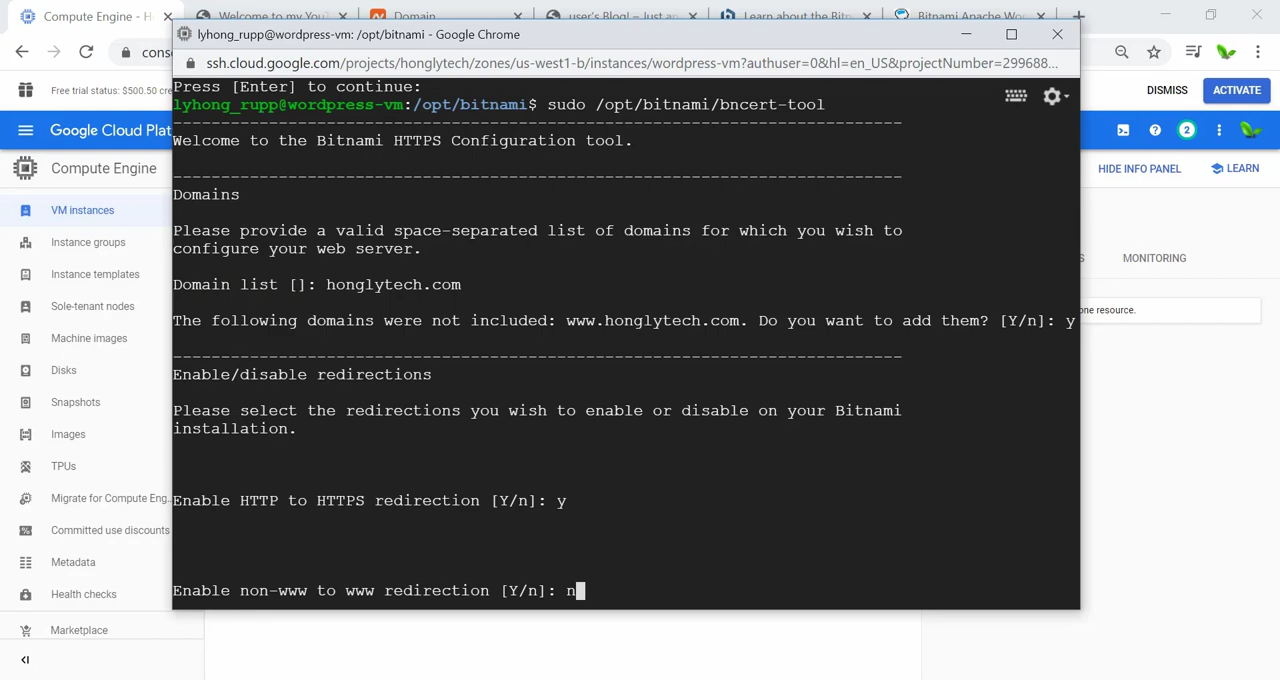 Compute Engine - H
Welcome to my You
Domain
user's Blog! – Just an
Learn about the Bitn
Bitnami Apache Wo
lyhong_rupp@wordpress-vm: /opt/bitnami - Google Chrome
cons
ssh.cloud.google.com/projects/honglytech/zones/us-west1-b/instances/wordpress-vm?authuser=0&hl=en_US&projectNumber=299688...
Free trial status: $500.50 cre
DISMISS
ACTIVATE
Google Cloud Plat
2
Compute Engine
HIDE INFO PANEL
LEARN
VM instances
Instance groups
Instance templates
Sole-tenant nodes
Machine images
Disks
Snapshots
Images
TPUs
Migrate for Compute Eng...
Committed use discounts
Metadata
Health checks
Marketplace
Press [Enter] to continue:
lyhong_rupp@wordpress-vm:/opt/bitnami$ sudo /opt/bitnami/bncert-tool
----------------------------------------------------------------------------
Welcome to the Bitnami HTTPS Configuration tool.
----------------------------------------------------------------------------
Domains
Please provide a valid space-separated list of domains for which you wish to
configure your web server.
Domain list []: honglytech.com
The following domains were not included: www.honglytech.com. Do you want to add them? [Y/n]: y
----------------------------------------------------------------------------
Enable/disable redirections
Please select the redirections you wish to enable or disable on your Bitnami
installation.
Enable HTTP to HTTPS redirection [Y/n]: y
Enable non-www to www redirection [Y/n]: n
S
MONITORING
one resource.